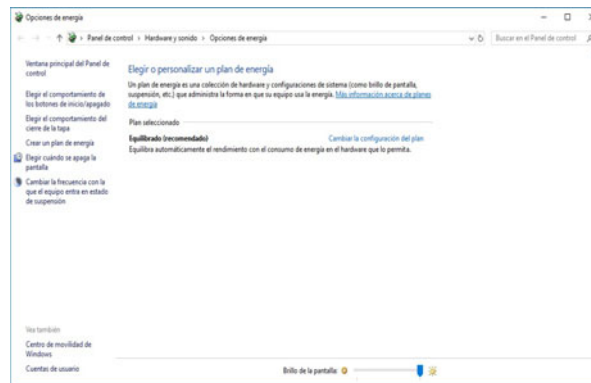 Opciones de energía
Panel de control > Hardware y sonido > Opciones de energía
Buscar en el Panel de control
Ventana principal del Panel de
control
Elegir el comportamiento de
los botones de inicio/apagado
Elegir el comportamiento del
cierre de la tapa
Crear un plan de energía
Elegir cuándo se apaga la
pantalla
Cambiar la frecuencia con la
que el equipo entra en estado
de suspensión
Elegir o personalizar un plan de energía
Un plan de energía es una colección de hardware y configuraciones de sistema (como brillo de pantalla,
suspensión, etc.) que administra la forma en que su equipo usa la energía. Más información acerca de planes
de energía
Plan seleccionado
Equilibrado (recomendado) Cambiar la configuración del plan
Equilibra automáticamente el rendimiento con el consumo de energía en el hardware que lo permita.
Vea también
Centro de movilidad de
Windows
Cuentas de usuario
Brillo de la pantalla: